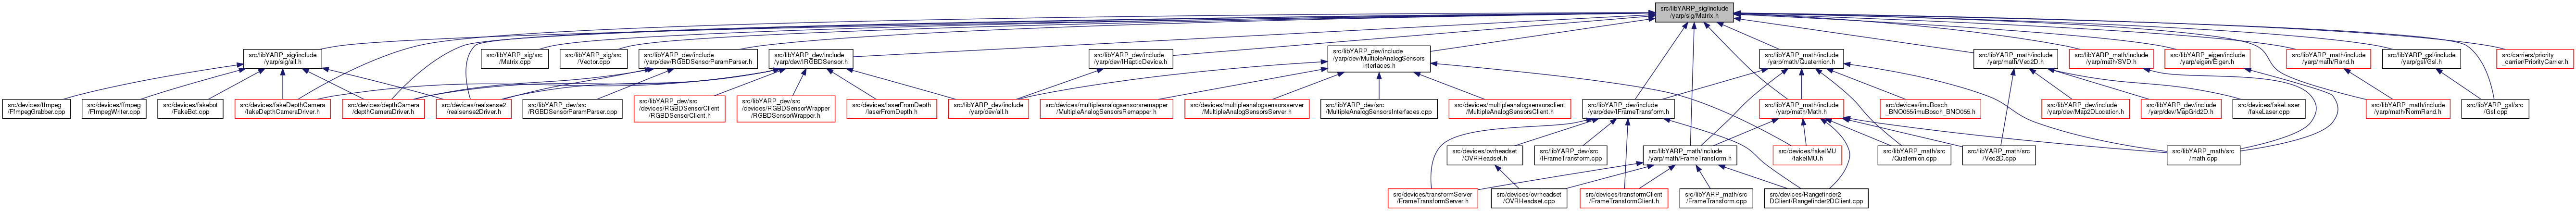 src/libYARP_sig/include
/yarp/sig/Matrix.h
src/libYARP_sig/include
/yarp/sig/all.h
src/libYARP_sig/src
/Matrix.cpp
src/libYARP_sig/src
/Vector.cpp
src/libYARP_dev/include
/yarp/dev/RGBDSensorParamParser.h
src/libYARP_dev/include
/yarp/dev/IRGBDSensor.h
src/libYARP_dev/include
/yarp/dev/IHapticDevice.h
src/libYARP_dev/include
/yarp/dev/MultipleAnalogSensors
Interfaces.h
src/libYARP_math/include
/yarp/math/Quaternion.h
src/libYARP_math/include
/yarp/math/Vec2D.h
src/libYARP_math/include
/yarp/math/SVD.h
src/libYARP_eigen/include
/yarp/eigen/Eigen.h
src/libYARP_math/include
/yarp/math/Rand.h
src/libYARP_gsl/include
/yarp/gsl/Gsl.h
src/carriers/priority
_carrier/PriorityCarrier.h
src/devices/ffmpeg
/FfmpegGrabber.cpp
src/devices/ffmpeg
/FfmpegWriter.cpp
src/devices/fakebot
/FakeBot.cpp
src/devices/fakeDepthCamera
/fakeDepthCameraDriver.h
src/devices/depthCamera
/depthCameraDriver.h
src/devices/realsense2
/realsense2Driver.h
src/libYARP_dev/src
/RGBDSensorParamParser.cpp
src/libYARP_dev/src
/devices/RGBDSensorClient
/RGBDSensorClient.h
src/libYARP_dev/src
/devices/RGBDSensorWrapper
/RGBDSensorWrapper.h
src/devices/laserFromDepth
/laserFromDepth.h
src/libYARP_dev/include
/yarp/dev/all.h
src/devices/multipleanalogsensorsremapper
/MultipleAnalogSensorsRemapper.h
src/devices/multipleanalogsensorsserver
/MultipleAnalogSensorsServer.h
src/libYARP_dev/src
/MultipleAnalogSensorsInterfaces.cpp
src/devices/multipleanalogsensorsclient
/MultipleAnalogSensorsClient.h
src/libYARP_dev/include
/yarp/dev/IFrameTransform.h
src/libYARP_math/include
/yarp/math/Math.h
src/devices/imuBosch
_BNO055/imuBosch_BNO055.h
src/libYARP_dev/include
/yarp/dev/Map2DLocation.h
src/libYARP_dev/include
/yarp/dev/MapGrid2D.h
src/devices/fakeLaser
/fakeLaser.cpp
src/libYARP_math/include
/yarp/math/NormRand.h
src/libYARP_gsl/src
/Gsl.cpp
src/devices/ovrheadset
/OVRHeadset.h
src/libYARP_dev/src
/IFrameTransform.cpp
src/libYARP_math/include
/yarp/math/FrameTransform.h
src/devices/fakeIMU
/fakeIMU.h
src/libYARP_math/src
/Quaternion.cpp
src/libYARP_math/src
/Vec2D.cpp
src/libYARP_math/src
/math.cpp
src/devices/transformServer
/FrameTransformServer.h
src/devices/ovrheadset
/OVRHeadset.cpp
src/devices/transformClient
/FrameTransformClient.h
src/libYARP_math/src
/FrameTransform.cpp
src/devices/Rangefinder2
DClient/Rangefinder2DClient.cpp